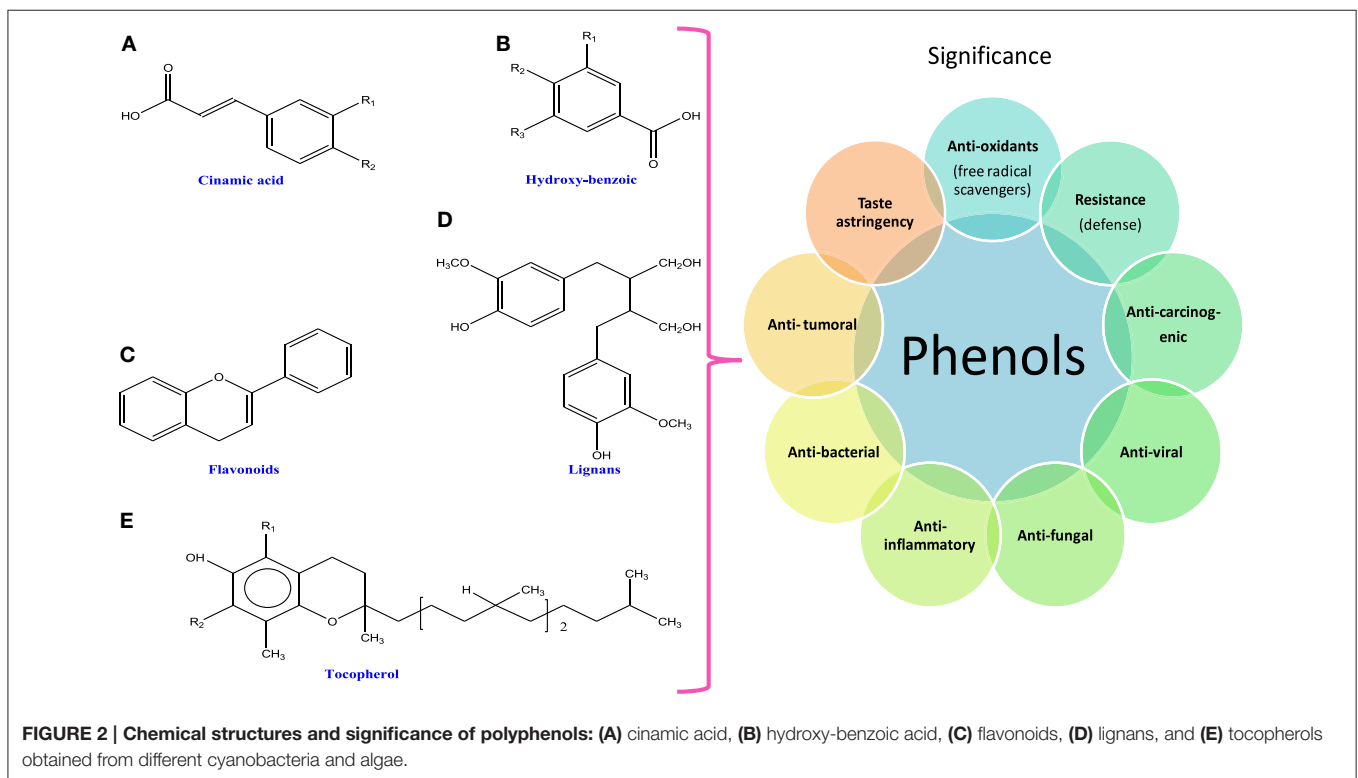 A
O
HO
R1
R2
Cinamic acid
B
R1
R2
R3
OH
O
Hydroxy-benzoic
C
O
Flavonoids
D
H3CO
CH2OH
HO
CH2OH
OCH3
OH
Lignans
E
R1
OH
R2
O
CH3
CH3
H
CH3
2
CH3
CH3
Tocopherol
Significance
Phenols
Anti-oxidants
(free radical
scavengers)
Resistance
(defense)
Anti-carcinog-
enic
Anti-viral
Anti-fungal
Anti-
inflammatory
Anti-bacterial
Anti- tumoral
Taste
astringency
FIGURE 2 | Chemical structures and significance of polyphenols: (A) cinamic acid, (B) hydroxy-benzoic acid, (C) flavonoids, (D) lignans, and (E) tocopherols
obtained from different cyanobacteria and algae.